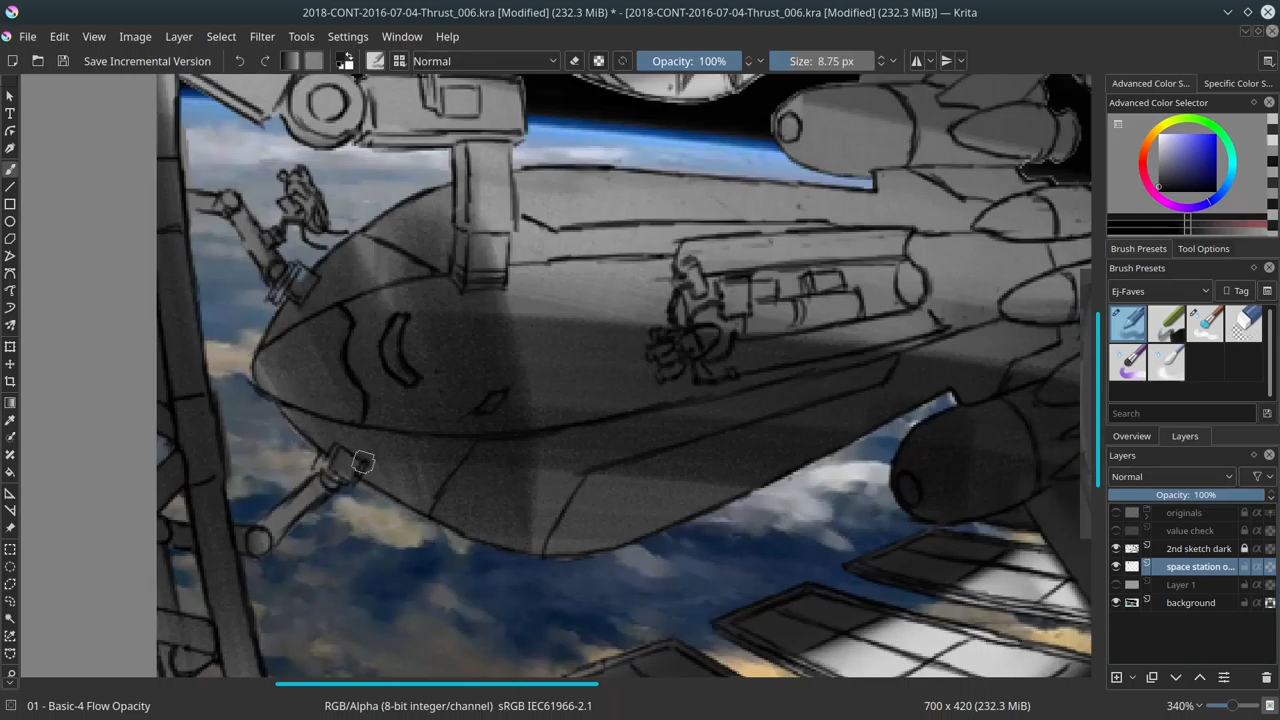 2018-CONT-2016-07-04-Thrust_006.kra [Modified] (232.3 MiB) * - [2018-CONT-2016-07-04-Thrust_006.kra [Modified] (232.3 MiB)] — Krita
File Edit View Image Layer Select Filter Tools Settings Window Help
Save Incremental Version Normal Opacity: 100% Size: 8.75 px
Advanced Color S... Specific Color S...
Advanced Color Selector
Brush Presets Tool Options
Brush Presets
Ej-Faves Tag
Search
Overview Layers
Layers
Normal
Opacity: 100%
originals
value check
2nd sketch dark
space station o...
Layer 1
background
01 - Basic-4 Flow Opacity RGB/Alpha (8-bit integer/channel) sRGB IEC61966-2.1 700 x 420 (232.3 MiB) 340%